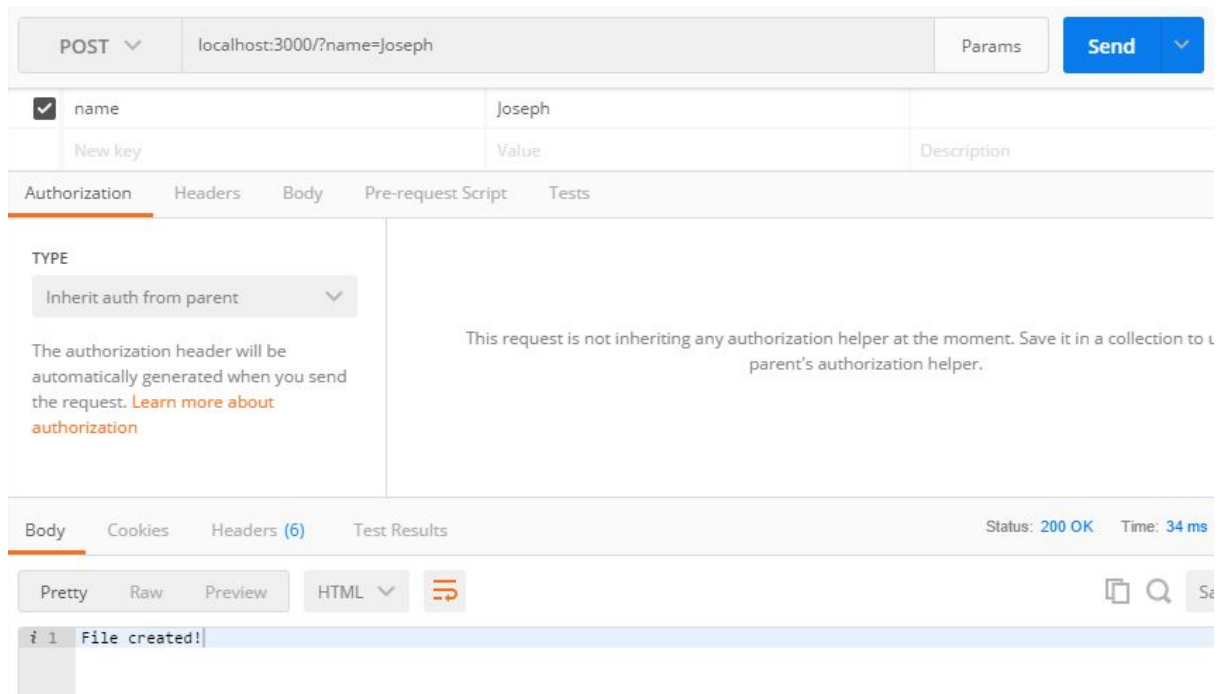 POST localhost:3000/?name=Joseph Params Send
name Joseph
New key Value Description
Authorization Headers Body Pre-request Script Tests
TYPE
Inherit auth from parent
The authorization header will be
automatically generated when you send
the request. Learn more about
authorization
This request is not inheriting any authorization helper at the moment. Save it in a collection to
parent's authorization helper.
Body Cookies Headers (6) Test Results Status: 200 OK Time: 34 ms
Pretty Raw Preview HTML
i 1 File created!